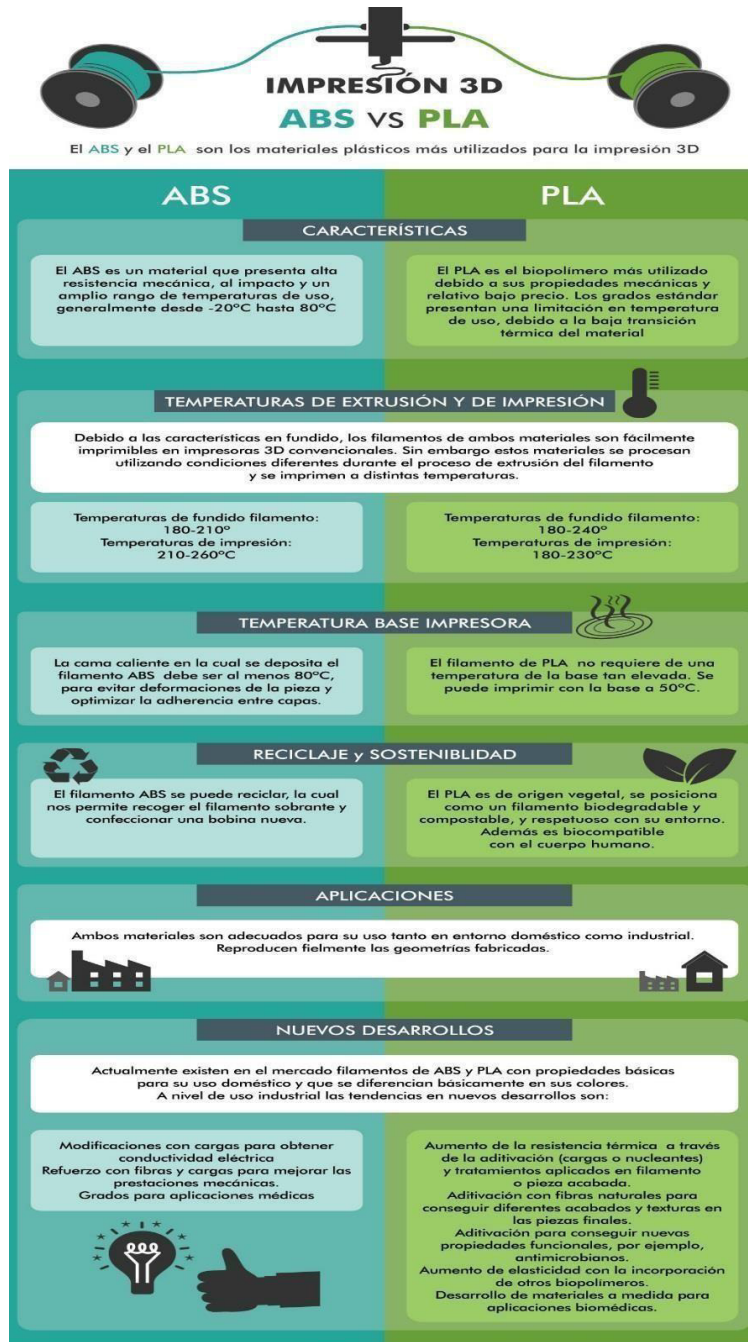 IMPRESIÓN 3D
ABS VS PLA
El ABS y el PLA son los materiales plásticos más utilizados para la impresión 3D
ABS
PLA
CARACTERÍSTICAS
El ABS es un material que presenta alta
resistencia mecánica, al impacto y un
amplio rango de temperaturas de uso,
generalmente desde -20ºC hasta 80ºC
El PLA es el biopolímero más utilizado
debido a sus propiedades mecánicas y
relativo bajo precio. Los grados estándar
presentan una limitación en temperatura
de uso, debido a la baja transición
térmica del material
TEMPERATURAS DE EXTRUSIÓN Y DE IMPRESIÓN
Debido a las características en fundido, los filamentos de ambos materiales son fácilmente
imprimibles en impresoras 3D convencionales. Sin embargo estos materiales se procesan
utilizando condiciones diferentes durante el proceso de extrusión del filamento
y se imprimen a distintas temperaturas.
Temperaturas de fundido filamento:
180-210º
Temperaturas de impresión:
210-260ºC
Temperaturas de fundido filamento:
180-240º
Temperaturas de impresión:
180-230ºC
TEMPERATURA BASE IMPRESORA
La cama caliente en la cual se deposita el
filamento ABS debe ser al menos 80ºC,
para evitar deformaciones de la pieza y
optimizar la adherencia entre capas.
El filamento de PLA no requiere de una
temperatura de la base tan elevada. Se
puede imprimir con la base a 50ºC.
RECICLAJE y SOSTENIBLIDAD
El filamento ABS se puede reciclar, la cual
nos permite recoger el filamento sobrante y
confeccionar una bobina nueva.
El PLA es de origen vegetal, se posiciona
como un filamento biodegradable y
compostable, y respetuoso con su entorno.
Además es biocompatible
con el cuerpo humano.
APLICACIONES
Ambos materiales son adecuados para su uso tanto en entorno doméstico como industrial.
Reproducen fielmente las geometrías fabricadas.
NUEVOS DESARROLLOS
Actualmente existen en el mercado filamentos de ABS y PLA con propiedades básicas
para su uso doméstico y que se diferencian básicamente en sus colores.
A nivel de uso industrial las tendencias en nuevos desarrollos son:
Modificaciones con cargas para obtener
conductividad eléctrica
Refuerzo con fibras y cargas para mejorar las
prestaciones mecánicas.
Grados para aplicaciones médicas
Aumento de la resistencia térmica a través
de la aditivación (cargas o nucleantes)
y tratamientos aplicados en filamento
o pieza acabada.
Aditivación con fibras naturales para
conseguir diferentes acabados y texturas en
las piezas finales.
Aditivación para conseguir nuevas
propiedades funcionales, por ejemplo,
antimicrobianos.
Aumento de elasticidad con la incorporación
de otros biopolímeros.
Desarrollo de materiales a medida para
aplicaciones biomédicas.